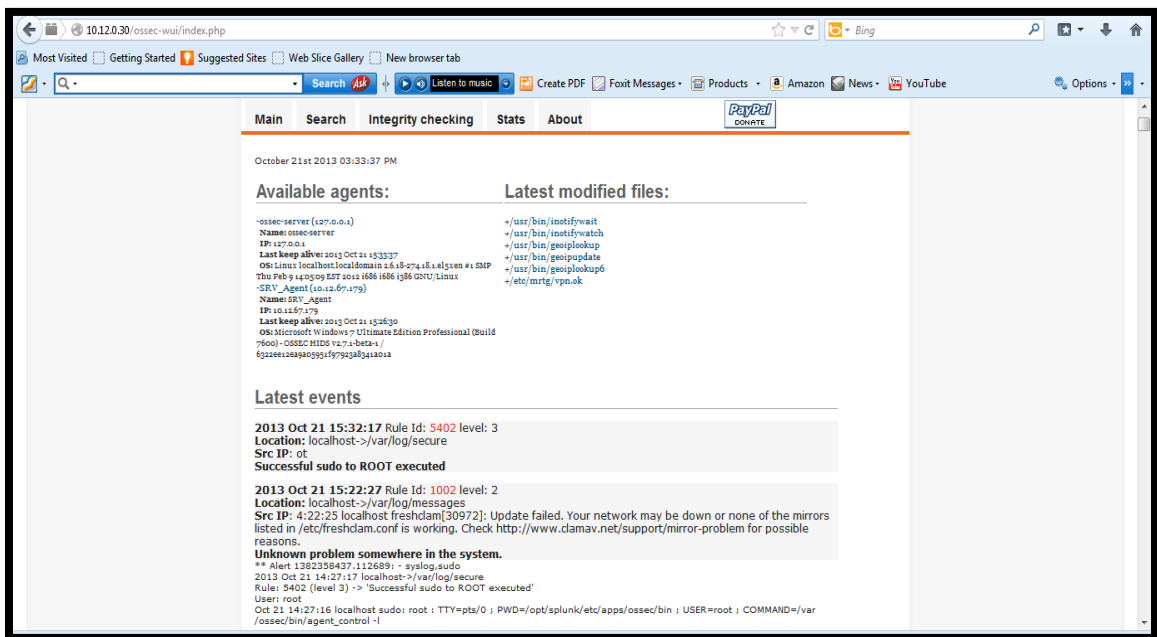 10.12.0.30/ossec-wui/index.php
Bing
Most Visited Getting Started Suggested Sites Web Slice Gallery New browser tab
Search Ask Listen to music Create PDF Foxit Messages Products Amazon News YouTube Options
Main Search Integrity checking Stats About PayPal DONATE
October 21st 2013 03:33:37 PM
Available agents:
-ossec-server (127.0.0.1)
Name: ossec-server
IP: 127.0.0.1
Last keep alive: 2013 Oct 21 15:33:37
OS: Linux localhost.localdomain 2.6.18-274.18.1.el5xen #1 SMP
Thu Feb 9 14:05:09 EST 2012 i686 i686 i386 GNU/Linux
-SRV_Agent (10.12.67.179)
Name: SRV_Agent
IP: 10.12.67.179
Last keep alive: 2013 Oct 21 15:26:30
OS: Microsoft Windows 7 Ultimate Edition Professional (Build
7600) - OSSEC HIDS v2.7.1-beta-1 /
6322ee12ea9a05951f97923a8341a01a
Latest modified files:
+/usr/bin/inotifywait
+/usr/bin/inotifywatch
+/usr/bin/geoiplookup
+/usr/bin/geoipupdate
+/usr/bin/geoiplookup6
+/etc/mrtg/vpn.ok
Latest events
2013 Oct 21 15:32:17 Rule Id: 5402 level: 3
Location: localhost->/var/log/secure
Src IP: ot
Successful sudo to ROOT executed
2013 Oct 21 15:22:27 Rule Id: 1002 level: 2
Location: localhost->/var/log/messages
Src IP: 4:22:25 localhost freshclam[30972]: Update failed. Your network may be down or none of the mirrors
listed in /etc/freshclam.conf is working. Check http://www.clamav.net/support/mirror-problem for possible
reasons.
Unknown problem somewhere in the system.
** Alert 1382358437.112689: - syslog,sudo
2013 Oct 21 14:27:17 localhost->/var/log/secure
Rule: 5402 (level 3) -> 'Successful sudo to ROOT executed'
User: root
Oct 21 14:27:16 localhost sudo: root : TTY=pts/0 ; PWD=/opt/splunk/etc/apps/ossec/bin ; USER=root ; COMMAND=/var
/ossec/bin/agent_control -l